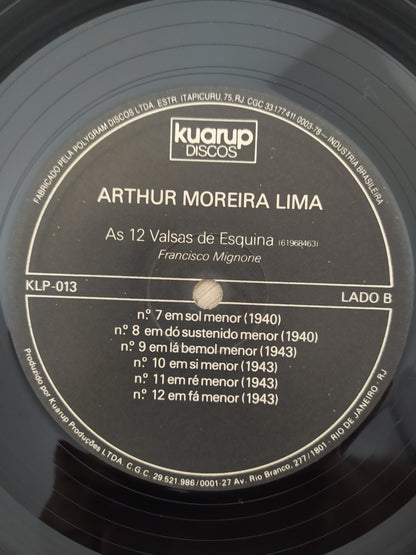 FABRICADO PELA POLYGRAM DISCOS LTDA. ESTR. ITAPICURU, 75, RJ, CGC 33177411 0003-78 - INDUSTRIA BRASILEIRA
kuarup
DISCOS
ARTHUR MOREIRA LIMA
As 12 Valsas de Esquina (61968463)
Francisco Mignone
KLP-013
LADO B
n.º 7 em sol menor (1940)
n.º 8 em dó sustenido menor (1940)
n.º 9 em lá bemol menor (1943)
n.º 10 em si menor (1943)
n.º 11 em ré menor (1943)
n.º 12 em fá menor (1943)
Produzido por Kuarup Produções LTDA. C.G.C. 29.521.986/0001-27 Av. Rio Branco, 277/1801 - RIO DE JANEIRO - RJ